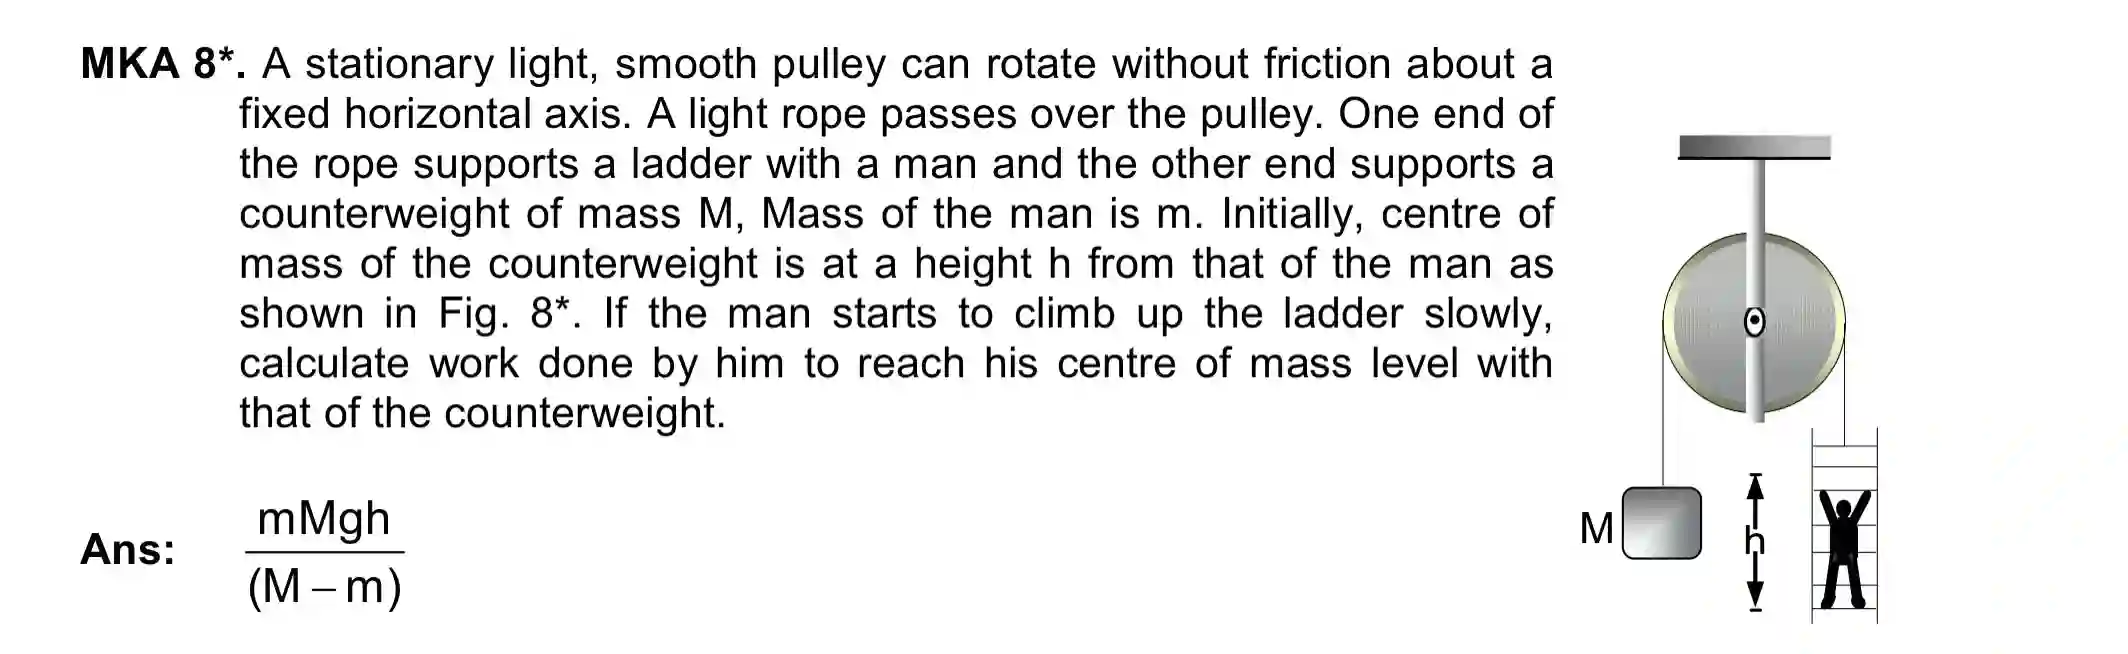 MKA 8*. A stationary light, smooth pulley can rotate without friction about a
fixed horizontal axis. A light rope passes over the pulley. One end of
the rope supports a ladder with a man and the other end supports a
counterweight of mass M, Mass of the man is m. Initially, centre of
mass of the counterweight is at a height h from that of the man as
shown in Fig. 8*. If the man starts to climb up the ladder slowly,
calculate work done by him to reach his centre of mass level with
that of the counterweight.
Ans: mMgh
(M – m)
M
h